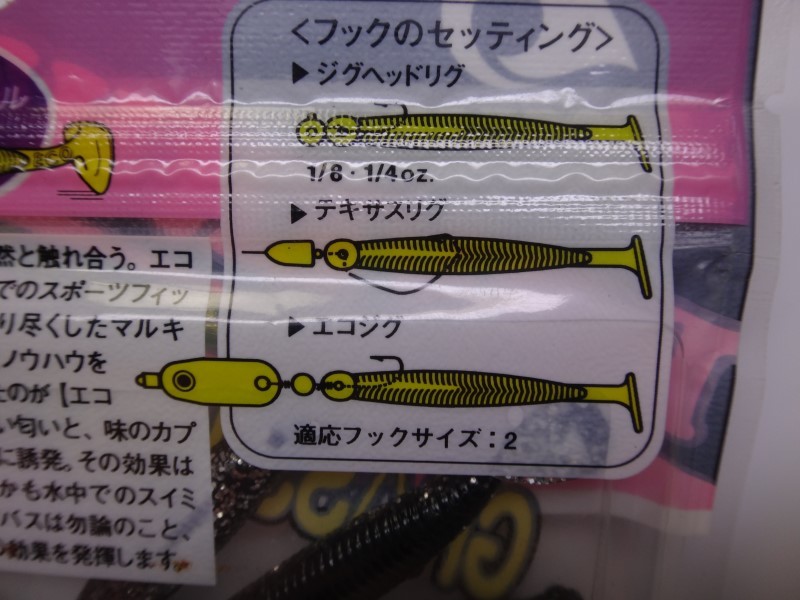 <フックのセッティング>
▶ジグヘッドリグ
1/8・1/4oz.
▶テキサスリグ
▶エコジグ
適応フックサイズ：2
ル
然と触れ合う。エコ
でのスポーツフィッ
り尽くしたマルキ
ノウハウを
たのが【エコ
い匂いと、味のカプ
に誘発。その効果は
かも水中でのスイミ
バスは勿論のこと、
効果を発揮します。